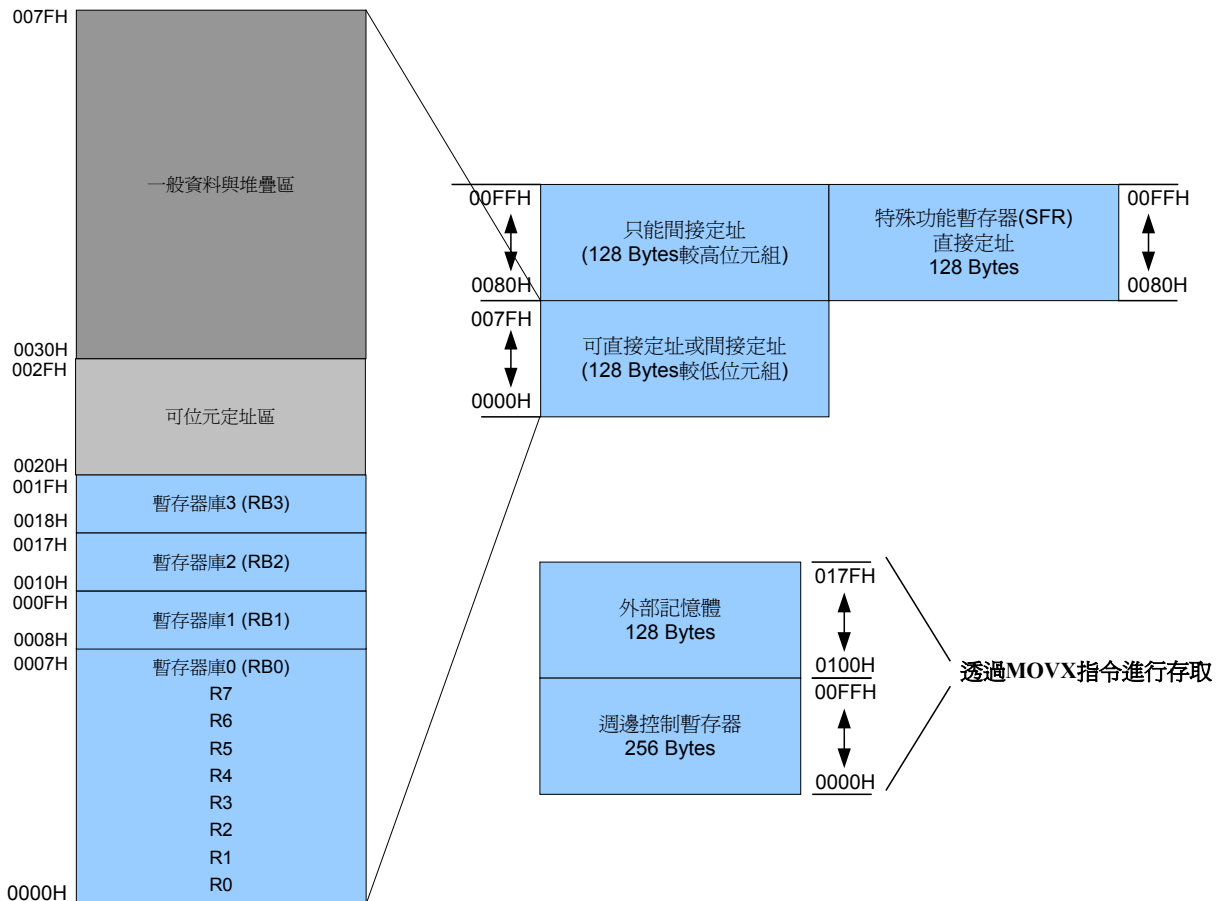 007FH
一般資料與堆疊區
0030H
002FH
可位元定址區
0020H
001FH
暫存器庫3 (RB3)
0018H
0017H
暫存器庫2 (RB2)
0010H
000FH
暫存器庫1 (RB1)
0008H
0007H
暫存器庫0 (RB0)
R7
R6
R5
R4
R3
R2
R1
R0
0000H
00FFH
只能間接定址
(128 Bytes較高位元組)
0080H
特殊功能暫存器(SFR)
直接定址
128 Bytes
00FFH
0080H
007FH
可直接定址或間接定址
(128 Bytes較低位元組)
0000H
外部記憶體
128 Bytes
017FH
0100H
週邊控制暫存器
256 Bytes
00FFH
0000H
透過MOVX指令進行存取